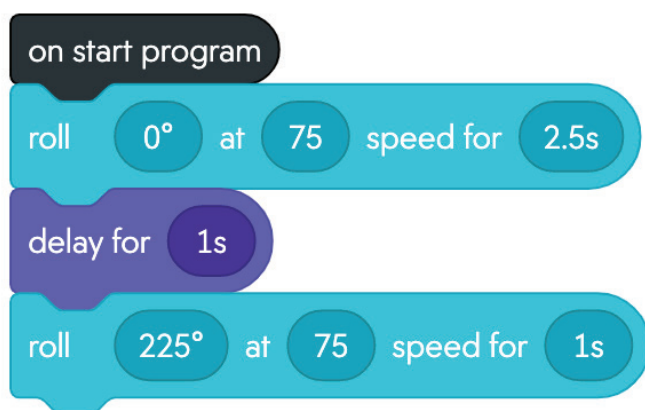 on start program
roll 0° at 75 speed for 2.5s
delay for 1s
roll 225° at 75 speed for 1s